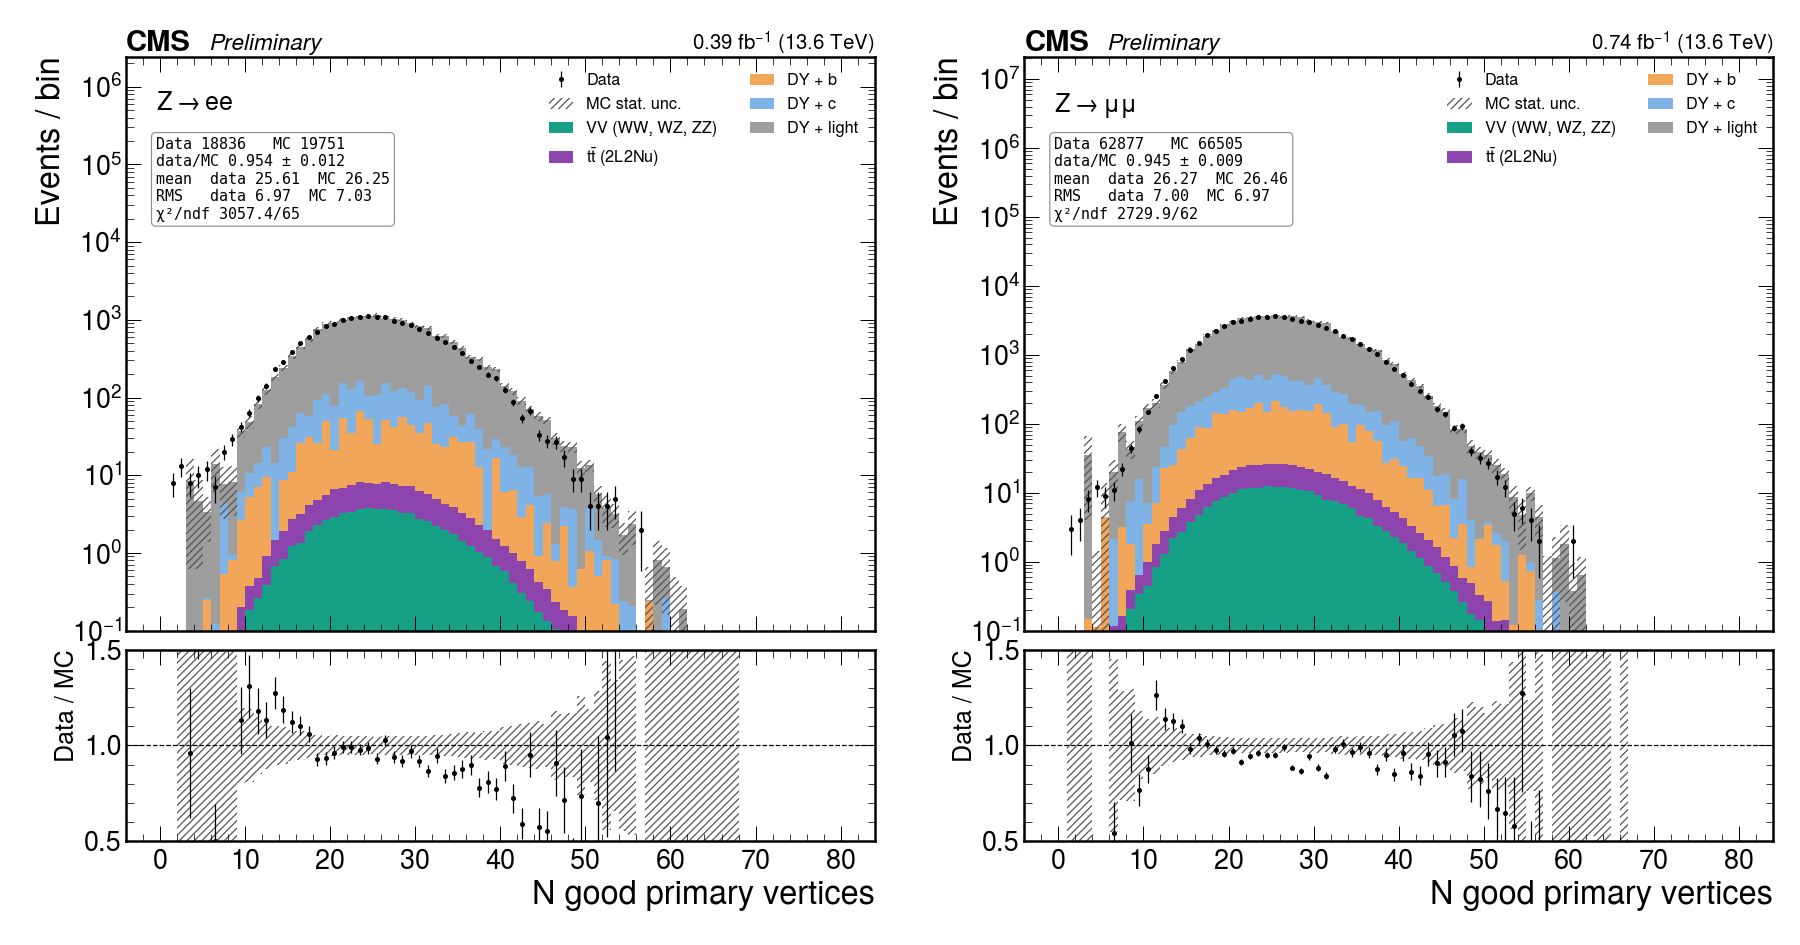 CMS Preliminary 0.39 fb⁻¹ (13.6 TeV)
Events / bin
10⁶
10⁵
10⁴
10³
10²
10¹
10⁰
10⁻¹
Z→ee
Data 18836 MC 19751
data/MC 0.954 ± 0.012
mean data 25.61 MC 26.25
RMS data 6.97 MC 7.03
χ²/ndf 3057.4/65
Data
MC stat. unc.
VV (WW, WZ, ZZ)
tt̄ (2L2Nu)
DY + b
DY + c
DY + light
Data / MC
1.5
1.0
0.5
0 10 20 30 40 50 60 70 80
N good primary vertices
CMS Preliminary 0.74 fb⁻¹ (13.6 TeV)
Events / bin
10⁷
10⁶
10⁵
10⁴
10³
10²
10¹
10⁰
10⁻¹
Z→μμ
Data 62877 MC 66505
data/MC 0.945 ± 0.009
mean data 26.27 MC 26.46
RMS data 7.00 MC 6.97
χ²/ndf 2729.9/62
Data
MC stat. unc.
VV (WW, WZ, ZZ)
tt̄ (2L2Nu)
DY + b
DY + c
DY + light
Data / MC
1.5
1.0
0.5
0 10 20 30 40 50 60 70 80
N good primary vertices